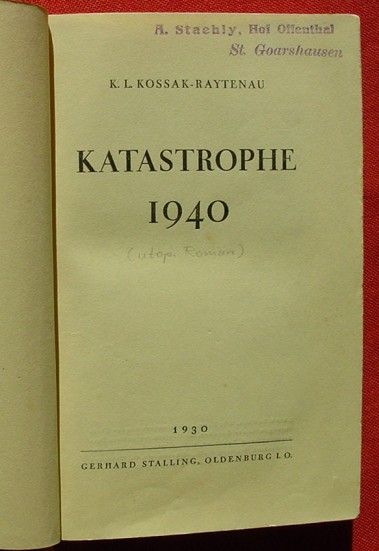 A. Stachly, Hof Offenthal
St. Goarshausen
K. L. KOSSAK-RAYTENAU
KATASTROPHE
1940
(utop. Roman)
1930
GERHARD STALLING, OLDENBURG I. O.